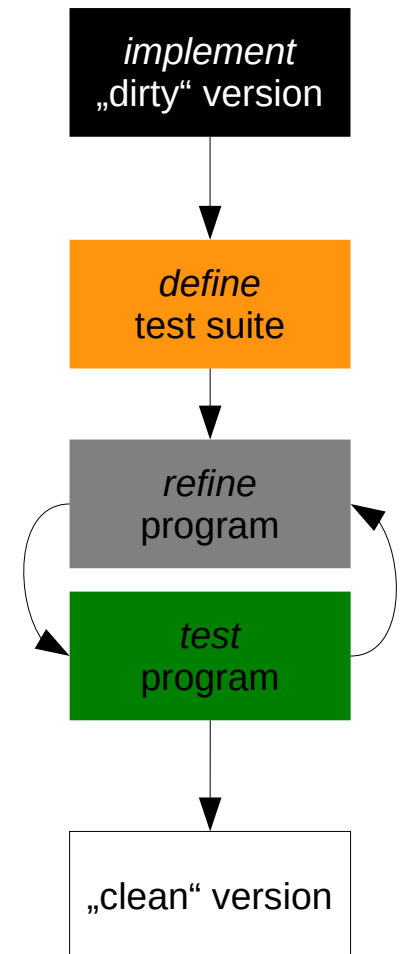 implement
„dirty“ version
define
test suite
refine
program
test
program
„clean“ version